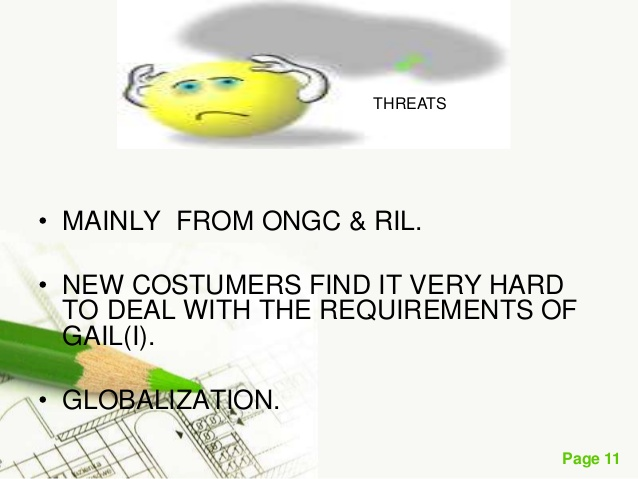 THREATS
• MAINLY FROM ONGC & RIL.
• NEW COSTUMERS FIND IT VERY HARD
TO DEAL WITH THE REQUIREMENTS OF
GAIL(I).
• GLOBALIZATION.
Page 11